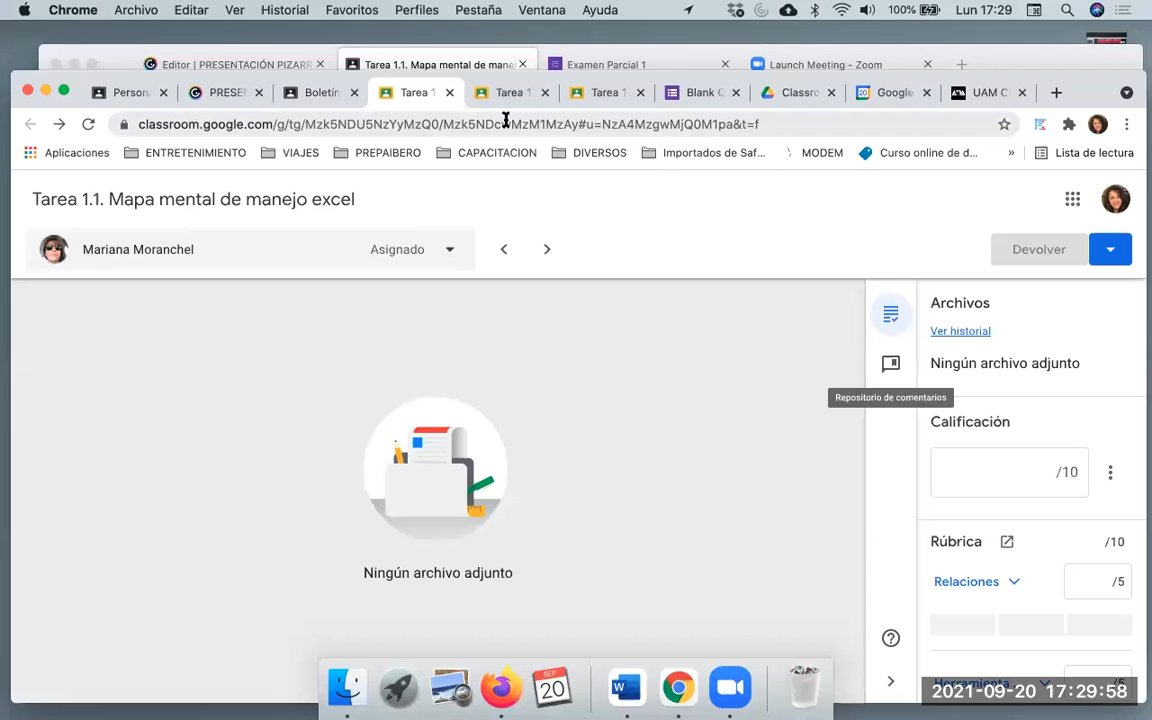 Chrome Archivo Editar Ver Historial Favoritos Perfiles Pestaña Ventana Ayuda 100% Lun 17:29
Editor | PRESENTACIÓN PIZARR Tarea 1.1. Mapa mental de mane Examen Parcial 1 Launch Meeting - Zoom
Person PRESE Boletín Tarea 1 Tarea 1 Tarea 1 Blank Q Classro Google UAM C
classroom.google.com/g/tg/Mzk5NDU5NzYyMzQ0/Mzk5NDc MzM1MzAy#u=NzA4MzgwMjQ0M1pa&t=f
Aplicaciones ENTRETENIMIENTO VIAJES PREPAIBERO CAPACITACION DIVERSOS Importados de Saf... MODEM Curso online de d... » Lista de lectura
Tarea 1.1. Mapa mental de manejo excel
Mariana Moranchel Asignado Devolver
Archivos
Ver historial
Ningún archivo adjunto
Repositorio de comentarios
Calificación
/10
Rúbrica /10
Relaciones /5
Ningún archivo adjunto
SEP
20
2021-09-20 17:29:58